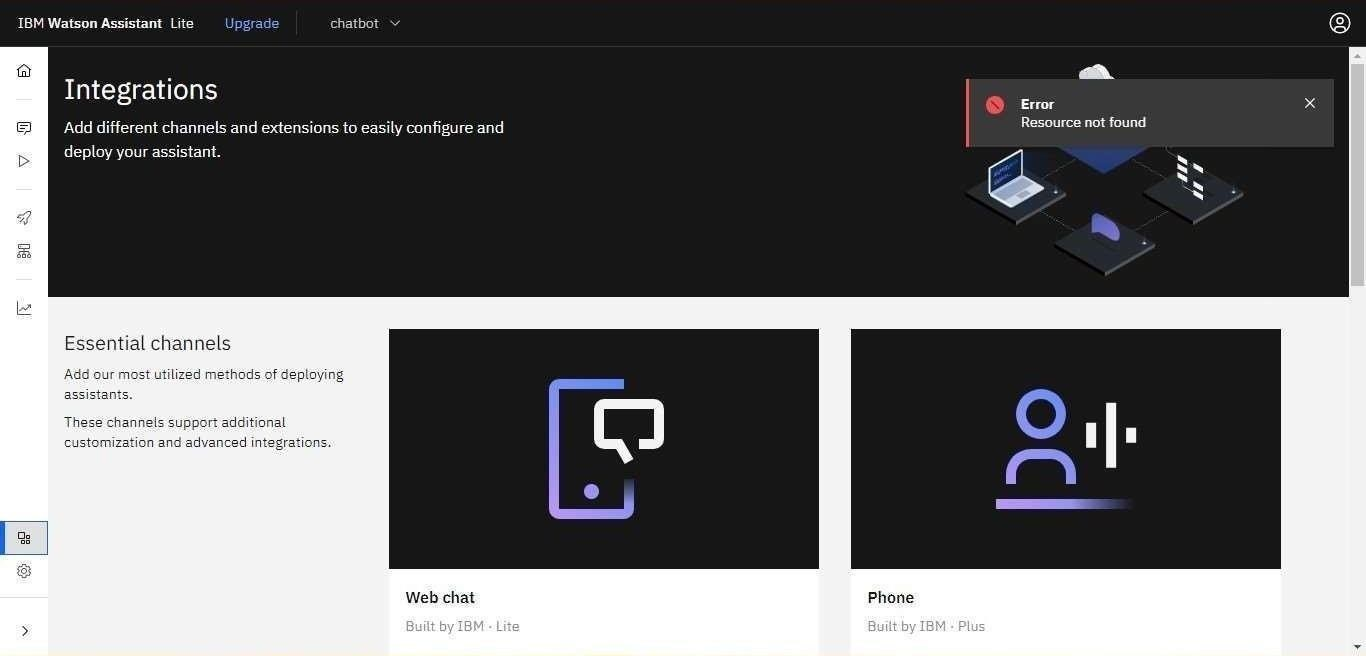 IBM Watson Assistant Lite
Upgrade
chatbot
Integrations
Add different channels and extensions to easily configure and
deploy your assistant.
Error
Resource not found
Essential channels
Add our most utilized methods of deploying
assistants.
These channels support additional
customization and advanced integrations.
Web chat
Built by IBM · Lite
Phone
Built by IBM · Plus